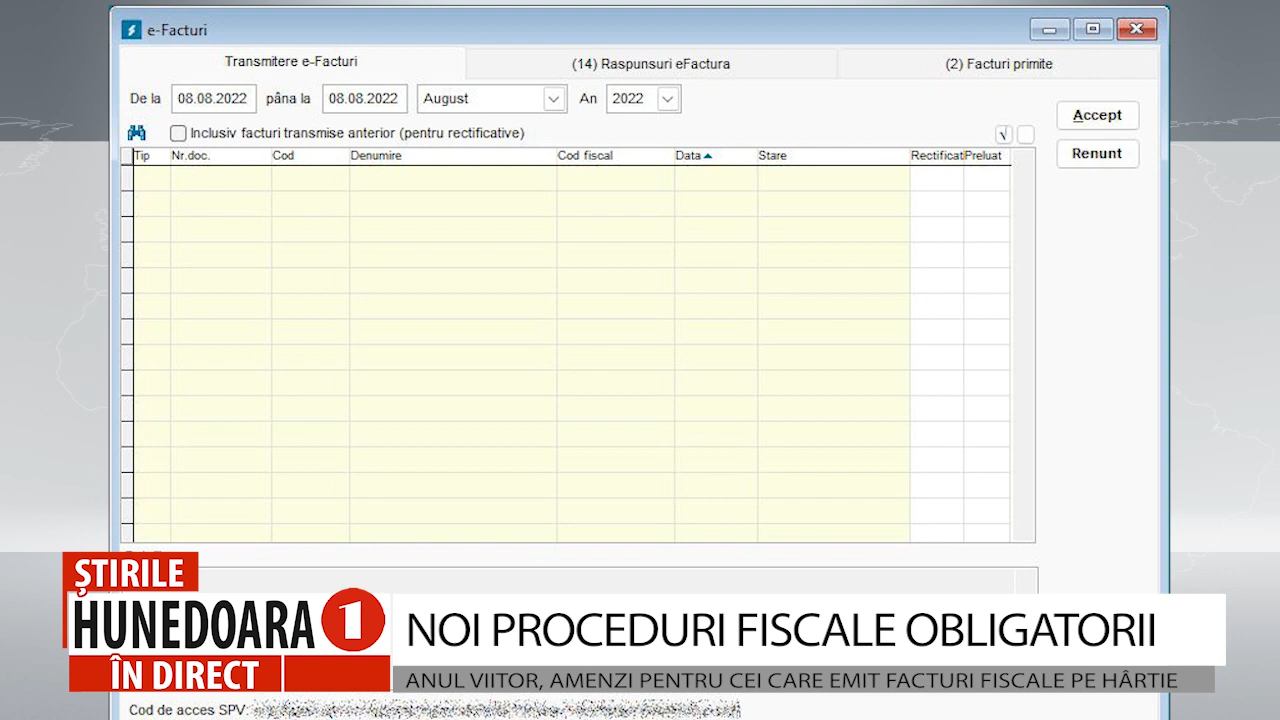 e-Facturi
Transmitere e-Facturi
(14) Raspunsuri eFactura
(2) Facturi primite
De la 08.08.2022 pâna la 08.08.2022 August An 2022
Accept
Inclusiv facturi transmise anterior (pentru rectificative)
Renunt
Tip Nr.doc. Cod Denumire Cod fiscal Data Stare Rectificat Preluat
ȘTIRILE
HUNEDOARA 1
ÎN DIRECT
NOI PROCEDURI FISCALE OBLIGATORII
ANUL VIITOR, AMENZI PENTRU CEI CARE EMIT FACTURI FISCALE PE HÂRTIE
Cod de acces SPV: